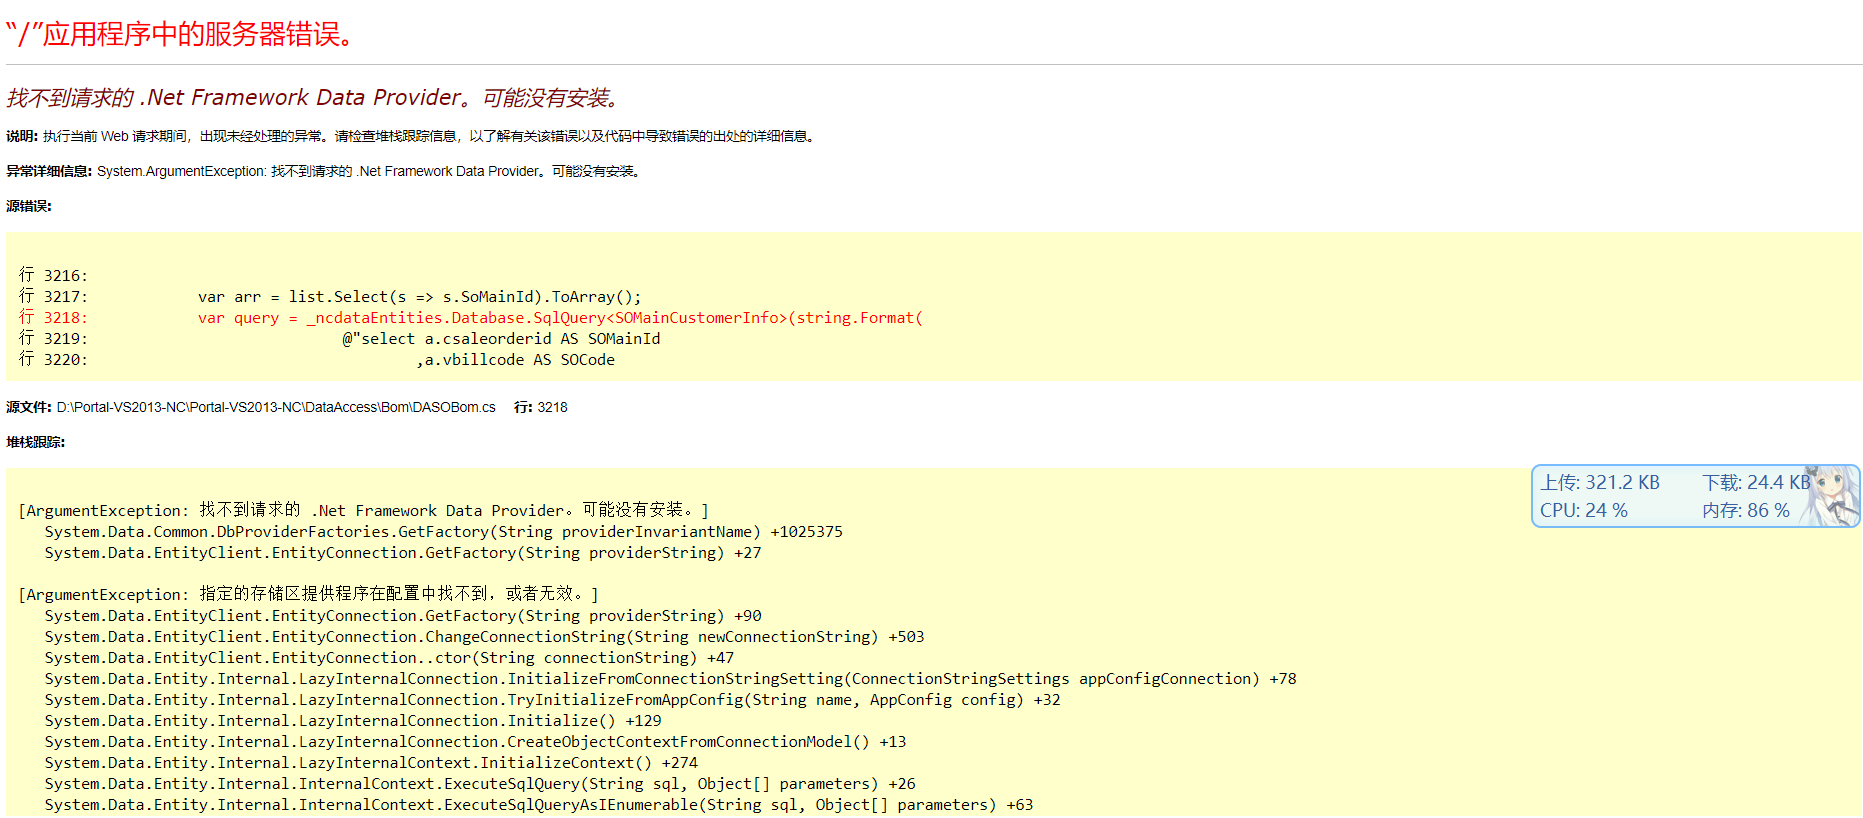 “/”应用程序中的服务器错误。
找不到请求的 .Net Framework Data Provider。可能没有安装。
说明: 执行当前 Web 请求期间，出现未经处理的异常。请检查堆栈跟踪信息，以了解有关该错误以及代码中导致错误的出处的详细信息。
异常详细信息: System.ArgumentException: 找不到请求的 .Net Framework Data Provider。可能没有安装。
源错误:
行 3216:
行 3217:            var arr = list.Select(s => s.SoMainId).ToArray();
行 3218:            var query = _ncdataEntities.Database.SqlQuery<SOMainCustomerInfo>(string.Format(
行 3219:                            @"select a.csaleorderid AS SOMainId
行 3220:                                    ,a.vbillcode AS SOCode
源文件: D:\Portal-VS2013-NC\Portal-VS2013-NC\DataAccess\Bom\DASOBom.cs    行: 3218
堆栈跟踪:
上传: 321.2 KB 下载: 24.4 KB
CPU: 24 % 内存: 86 %
[ArgumentException: 找不到请求的 .Net Framework Data Provider。可能没有安装。]
   System.Data.Common.DbProviderFactories.GetFactory(String providerInvariantName) +1025375
   System.Data.EntityClient.EntityConnection.GetFactory(String providerString) +27
[ArgumentException: 指定的存储区提供程序在配置中找不到，或者无效。]
   System.Data.EntityClient.EntityConnection.GetFactory(String providerString) +90
   System.Data.EntityClient.EntityConnection.ChangeConnectionString(String newConnectionString) +503
   System.Data.EntityClient.EntityConnection..ctor(String connectionString) +47
   System.Data.Entity.Internal.LazyInternalConnection.InitializeFromConnectionStringSetting(ConnectionStringSettings appConfigConnection) +78
   System.Data.Entity.Internal.LazyInternalConnection.TryInitializeFromAppConfig(String name, AppConfig config) +32
   System.Data.Entity.Internal.LazyInternalConnection.Initialize() +129
   System.Data.Entity.Internal.LazyInternalConnection.CreateObjectContextFromConnectionModel() +13
   System.Data.Entity.Internal.LazyInternalContext.InitializeContext() +274
   System.Data.Entity.Internal.InternalContext.ExecuteSqlQuery(String sql, Object[] parameters) +26
   System.Data.Entity.Internal.InternalContext.ExecuteSqlQueryAsIEnumerable(String sql, Object[] parameters) +63